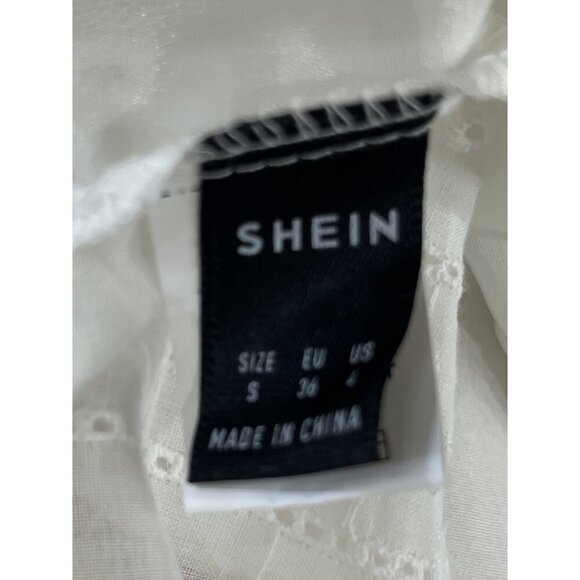 SHEIN
SIZE EU US
S 36 4
MADE IN CHINA